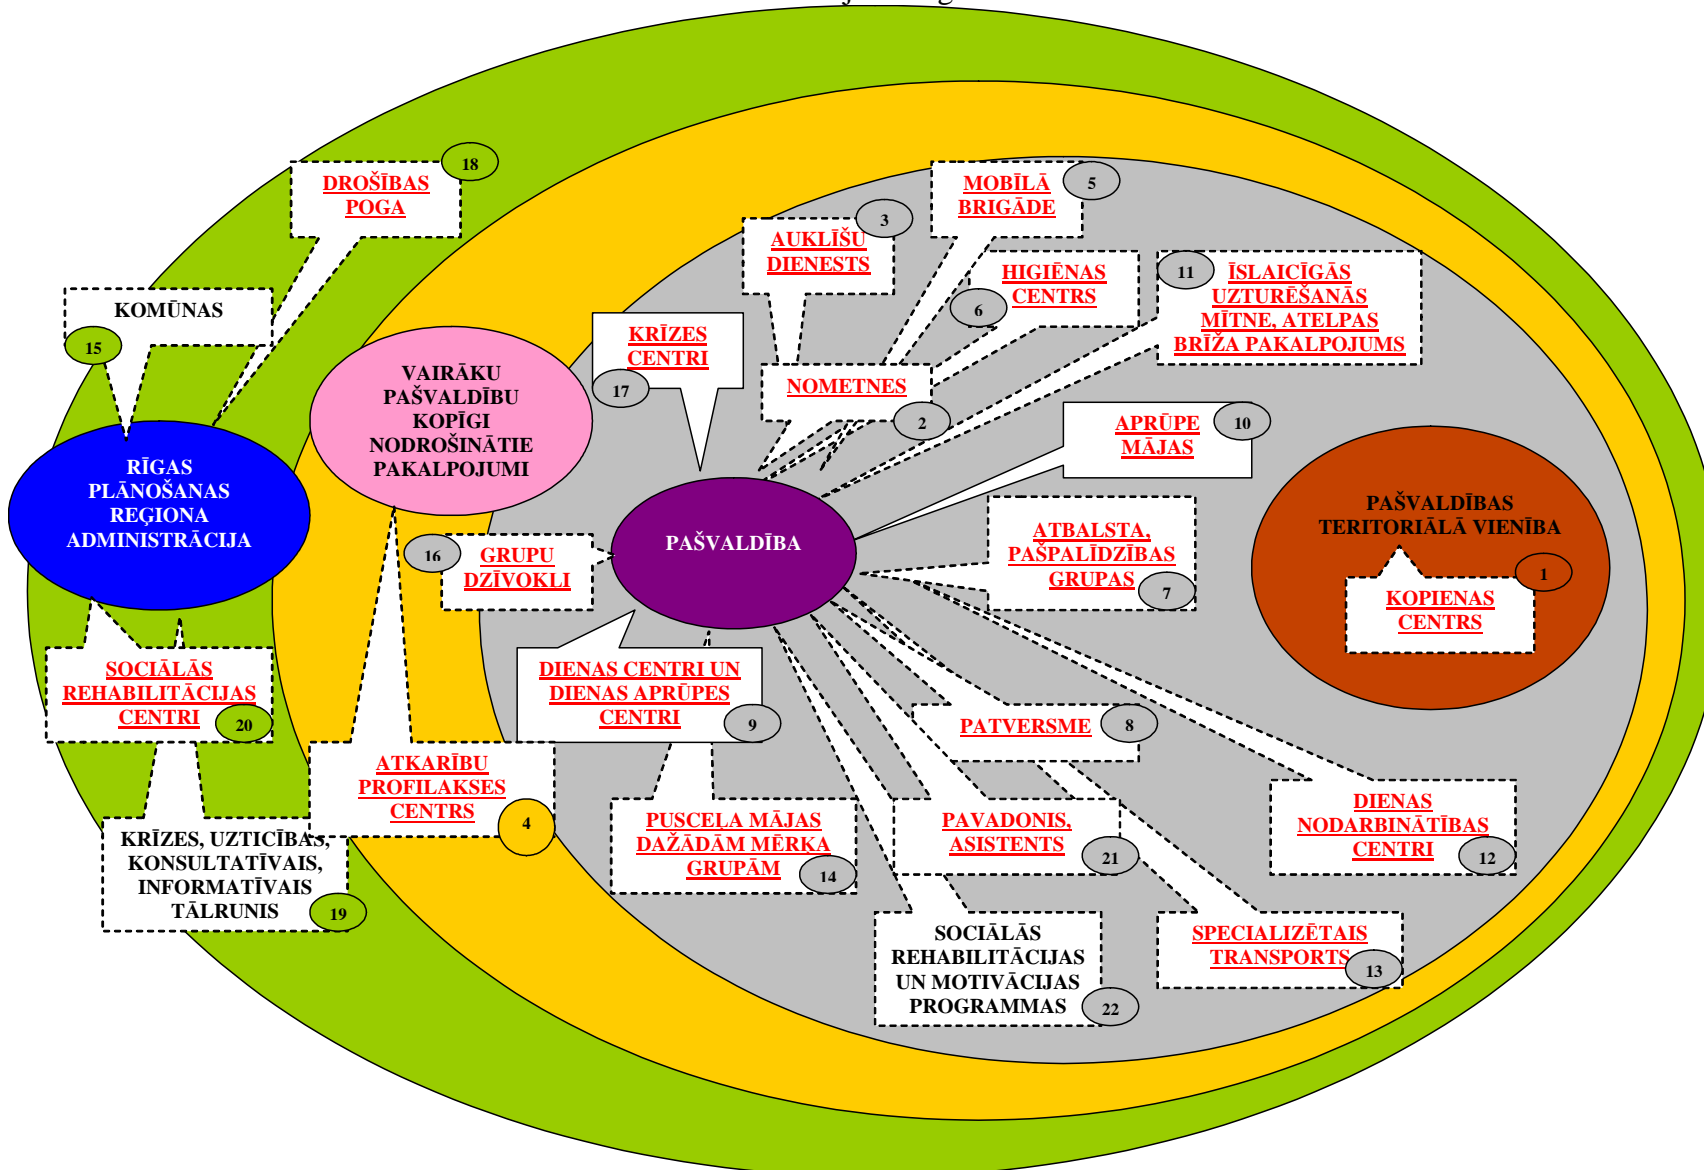 DROŠĪBAS
POGA
18
KOMŪNAS
15
RĪGAS
PLĀNOŠANAS
REĢIONA
ADMINISTRĀCIJA
SOCIĀLĀS
REHABILITĀCIJAS
CENTRI
20
KRĪZES, UZTICĪBAS,
KONSULTATĪVAIS,
INFORMATĪVAIS
TĀLRUNIS
19
VAIRĀKU
PAŠVALDĪBU
KOPĪGI
NODROŠINĀTIE
PAKALPOJUMI
ATKARĪBU
PROFILAKSES
CENTRS
4
AUKLĪŠU
DIENESTS
3
MOBĪLĀ
BRIGĀDE
5
HIGIĒNAS
CENTRS
6
11
ĪSLAICĪGĀS
UZTURĒŠANĀS
MĪTNE, ATELPAS
BRĪŽA PAKALPOJUMS
KRĪZES
CENTRI
17
NOMETNES
2
APRŪPE
MĀJAS
10
PAŠVALDĪBA
16
GRUPU
DZĪVOKLI
ATBALSTA,
PAŠPALĪDZĪBAS
GRUPAS
7
PAŠVALDĪBAS
TERITORIĀLĀ VIENĪBA
KOPIENAS
CENTRS
1
DIENAS CENTRI UN
DIENAS APRŪPES
CENTRI
9
PATVERSME
8
PUSCEĻA MĀJAS
DAŽĀDĀM MĒRĶA
GRUPĀM
14
PAVADONIS,
ASISTENTS
21
DIENAS
NODARBINĀTĪBAS
CENTRI
12
SOCIĀLĀS
REHABILITĀCIJAS
UN MOTIVĀCIJAS
PROGRAMMAS
22
SPECIALIZĒTAIS
TRANSPORTS
13